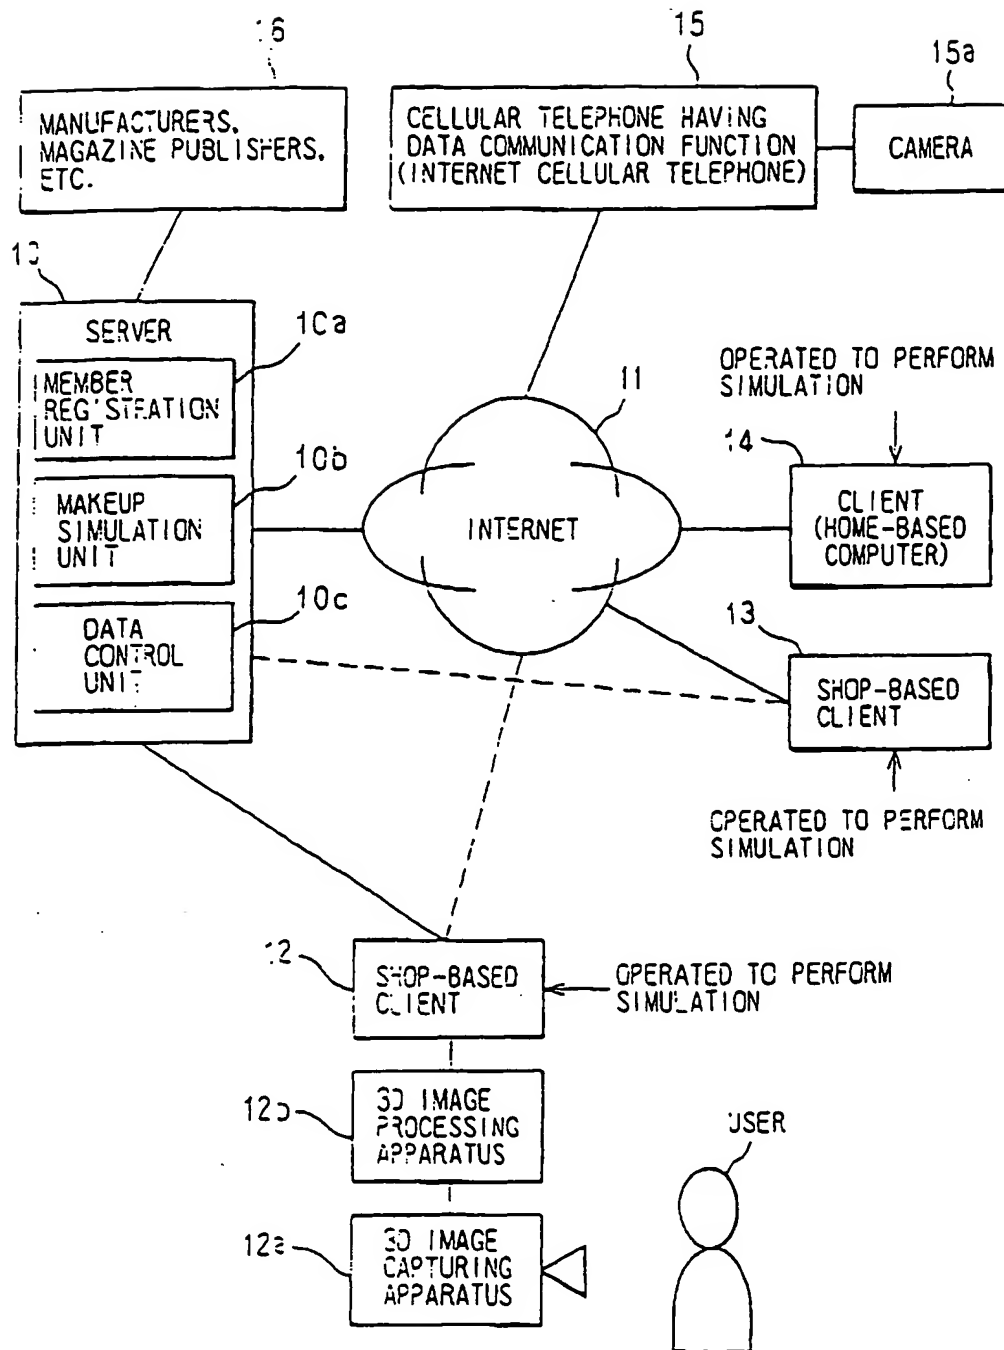 16
MANUFACTURERS,
MAGAZINE PUBLISHERS,
ETC.
15
CELLULAR TELEPHONE HAVING
DATA COMMUNICATION FUNCTION
(INTERNET CELLULAR TELEPHONE)
15a
CAMERA
10
SERVER
10a
MEMBER
REGISTRATION
UNIT
10b
MAKEUP
SIMULATION
UNIT
10c
DATA
CONTROL
UNIT
11
INTERNET
OPERATED TO PERFORM
SIMULATION
14
CLIENT
(HOME-BASED
COMPUTER)
13
SHOP-BASED
CLIENT
OPERATED TO PERFORM
SIMULATION
12
SHOP-BASED
CLIENT
OPERATED TO PERFORM
SIMULATION
12b
3D IMAGE
PROCESSING
APPARATUS
12a
3D IMAGE
CAPTURING
APPARATUS
USER